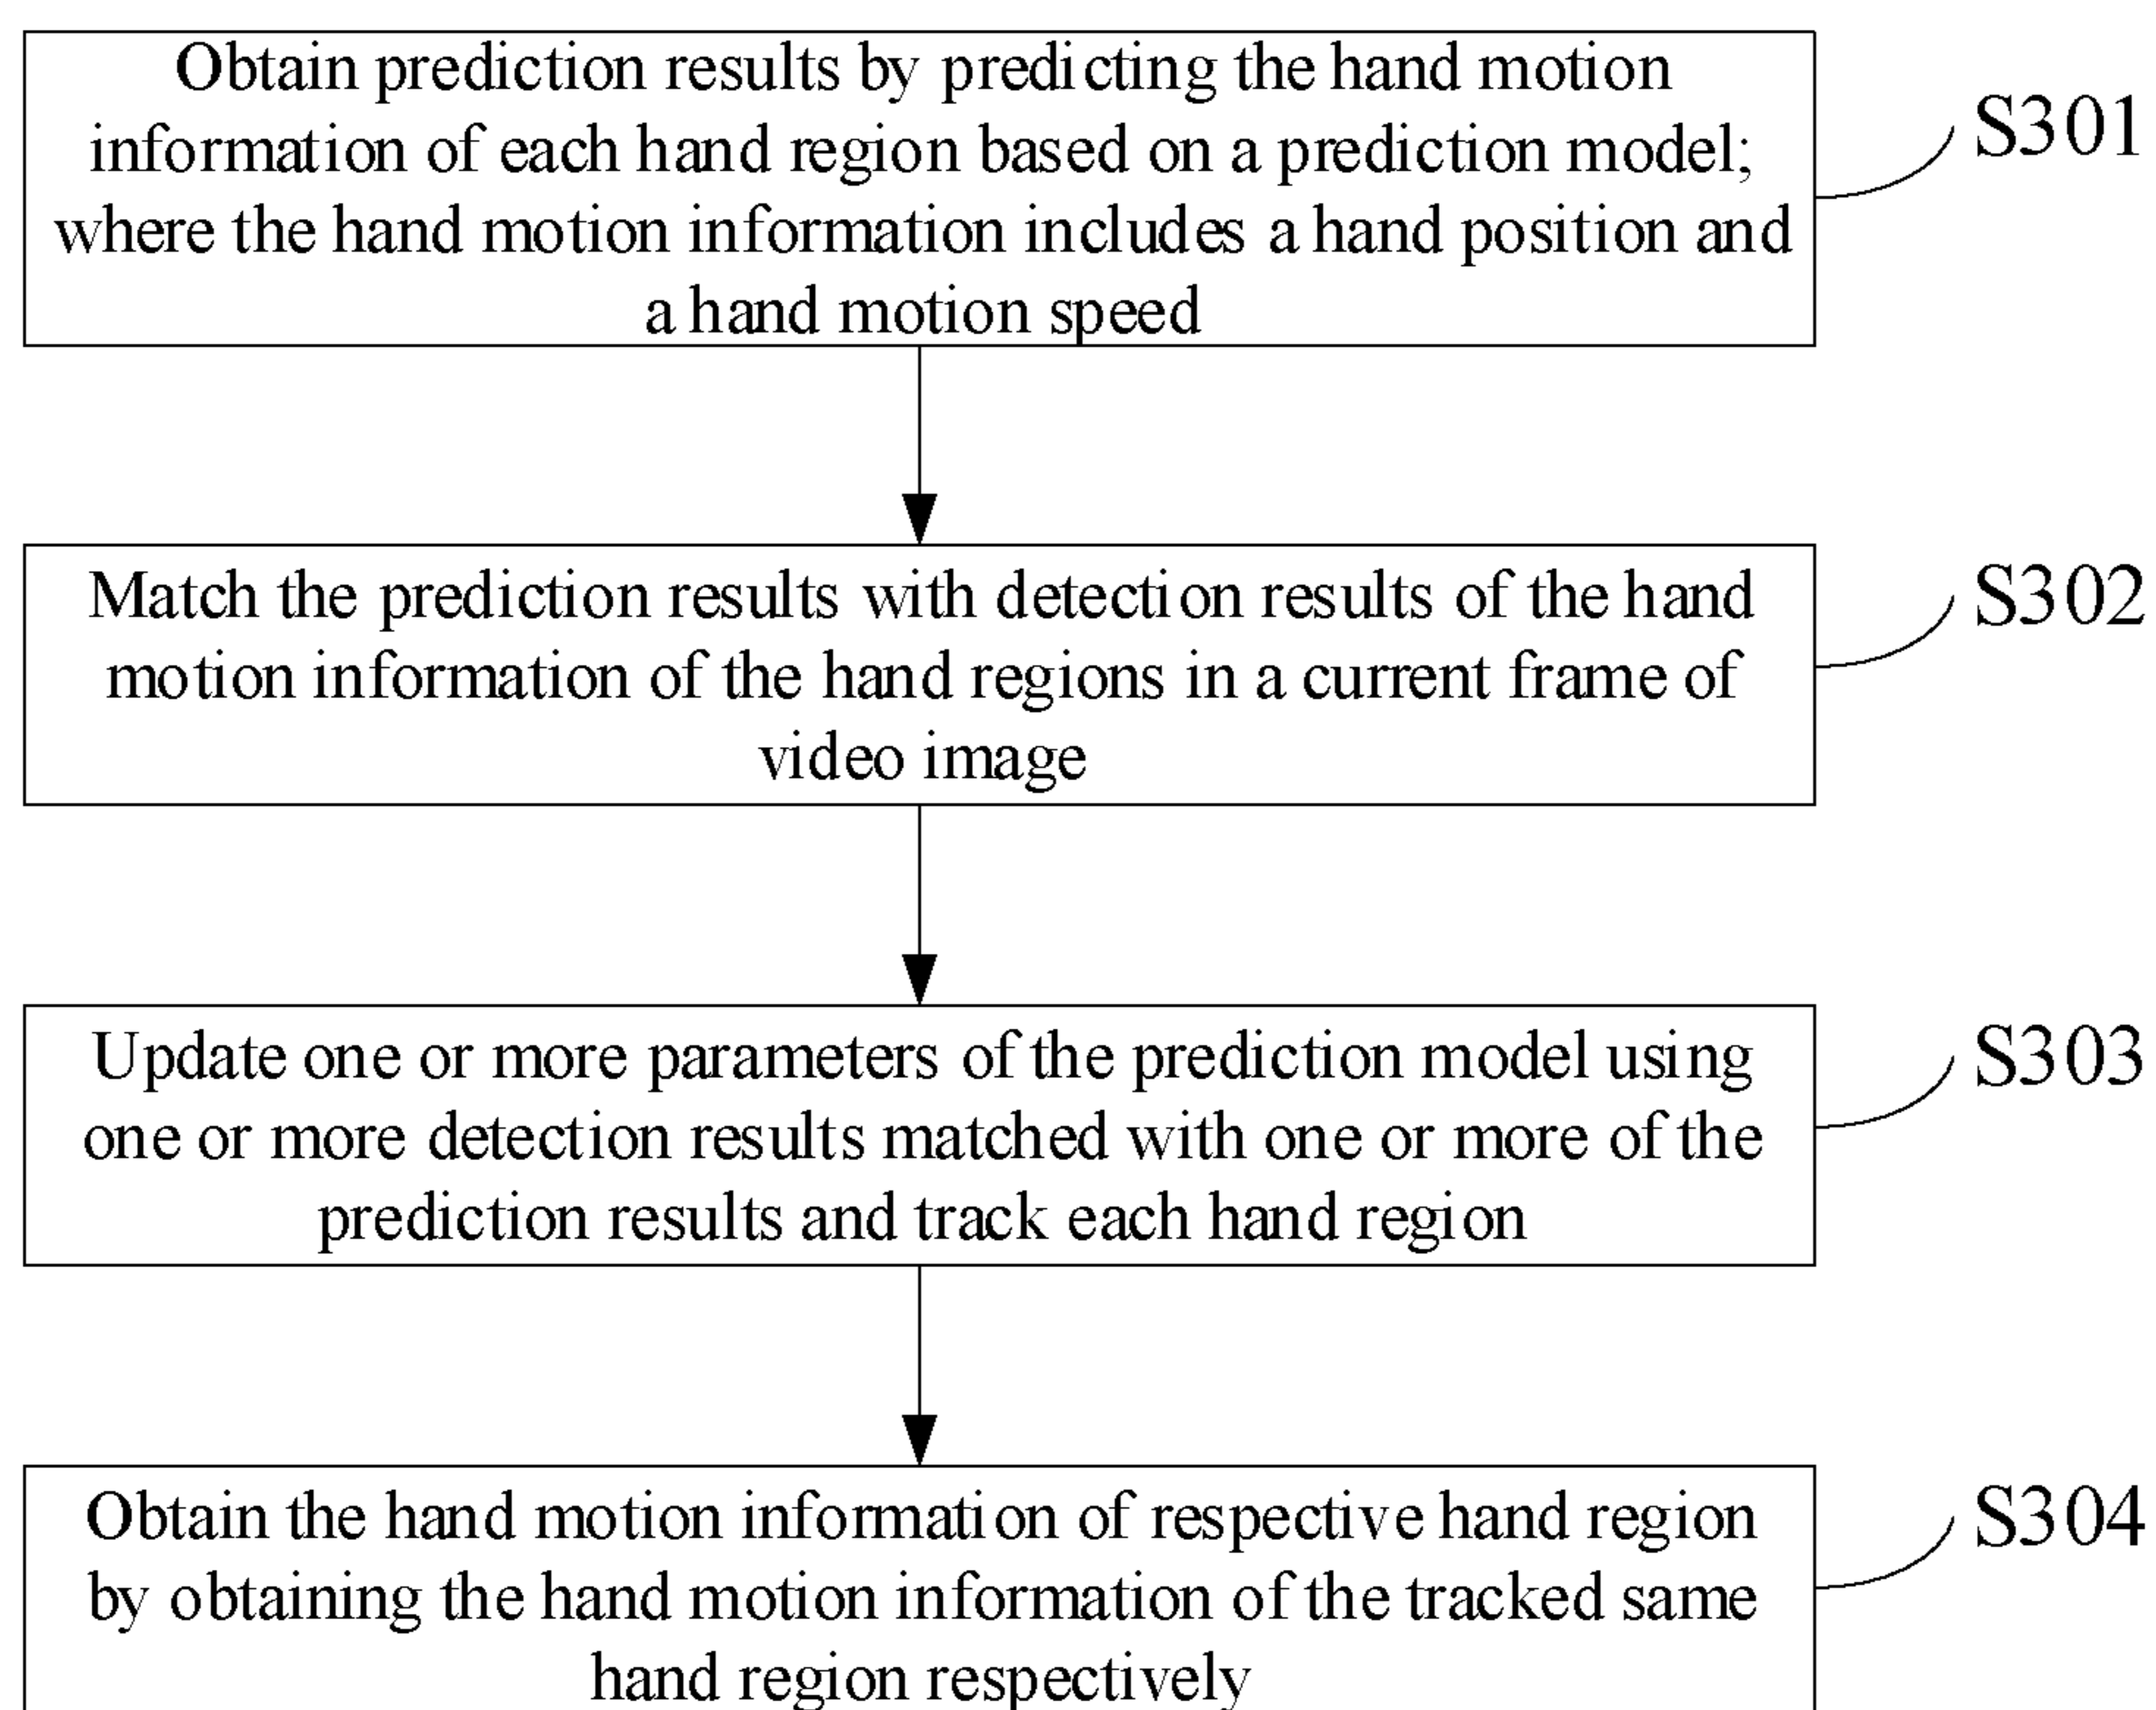 Obtain prediction results by predicting the hand motion
information of each hand region based on a prediction model;
where the hand motion information includes a hand position and
a hand motion speed
S301
Match the prediction results with detection results of the hand
motion information of the hand regions in a current frame of
video image
S302
Update one or more parameters of the prediction model using
one or more detection results matched with one or more of the
prediction results and track each hand region
S303
Obtain the hand motion information of respective hand region
by obtaining the hand motion information of the tracked same
hand region respectively
S304